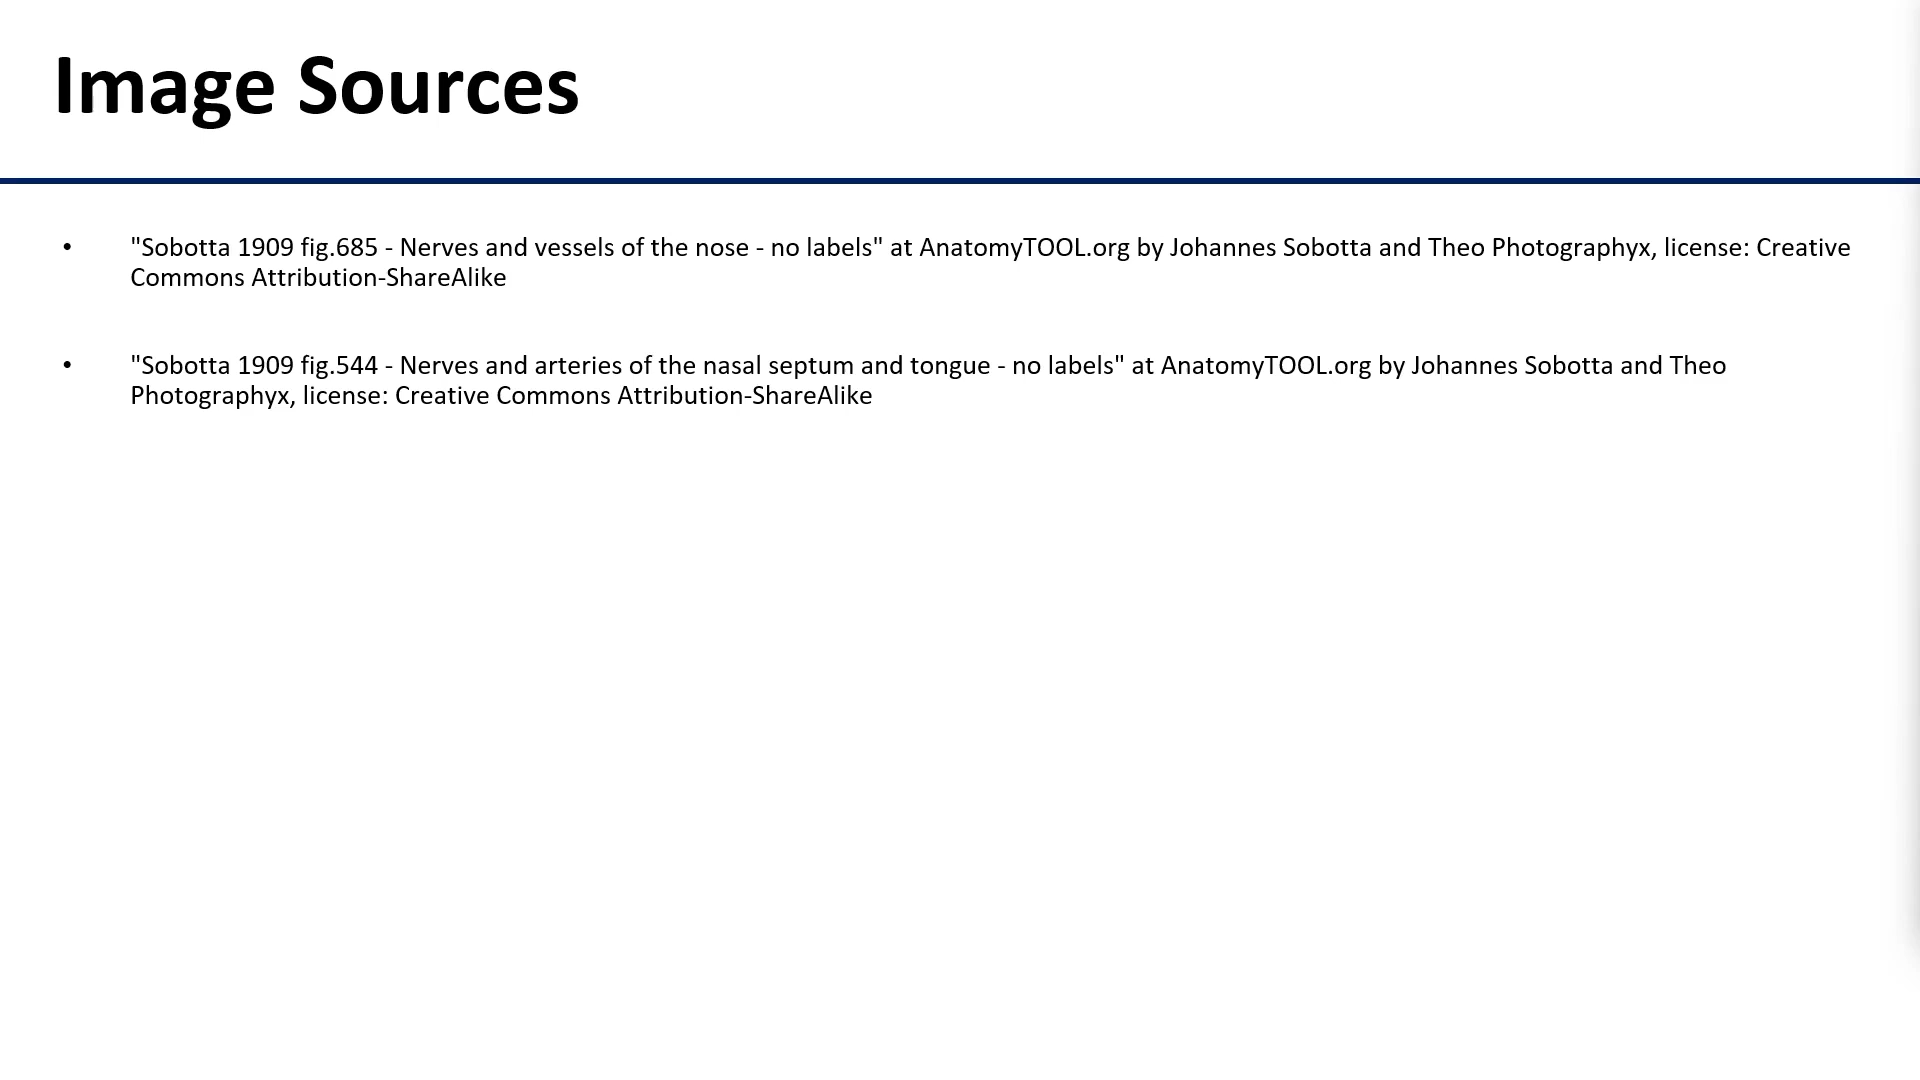 Image Sources
• "Sobotta 1909 fig.685 - Nerves and vessels of the nose - no labels" at AnatomyTOOL.org by Johannes Sobotta and Theo Photographyx, license: Creative
Commons Attribution-ShareAlike
• "Sobotta 1909 fig.544 - Nerves and arteries of the nasal septum and tongue - no labels" at AnatomyTOOL.org by Johannes Sobotta and Theo
Photographyx, license: Creative Commons Attribution-ShareAlike